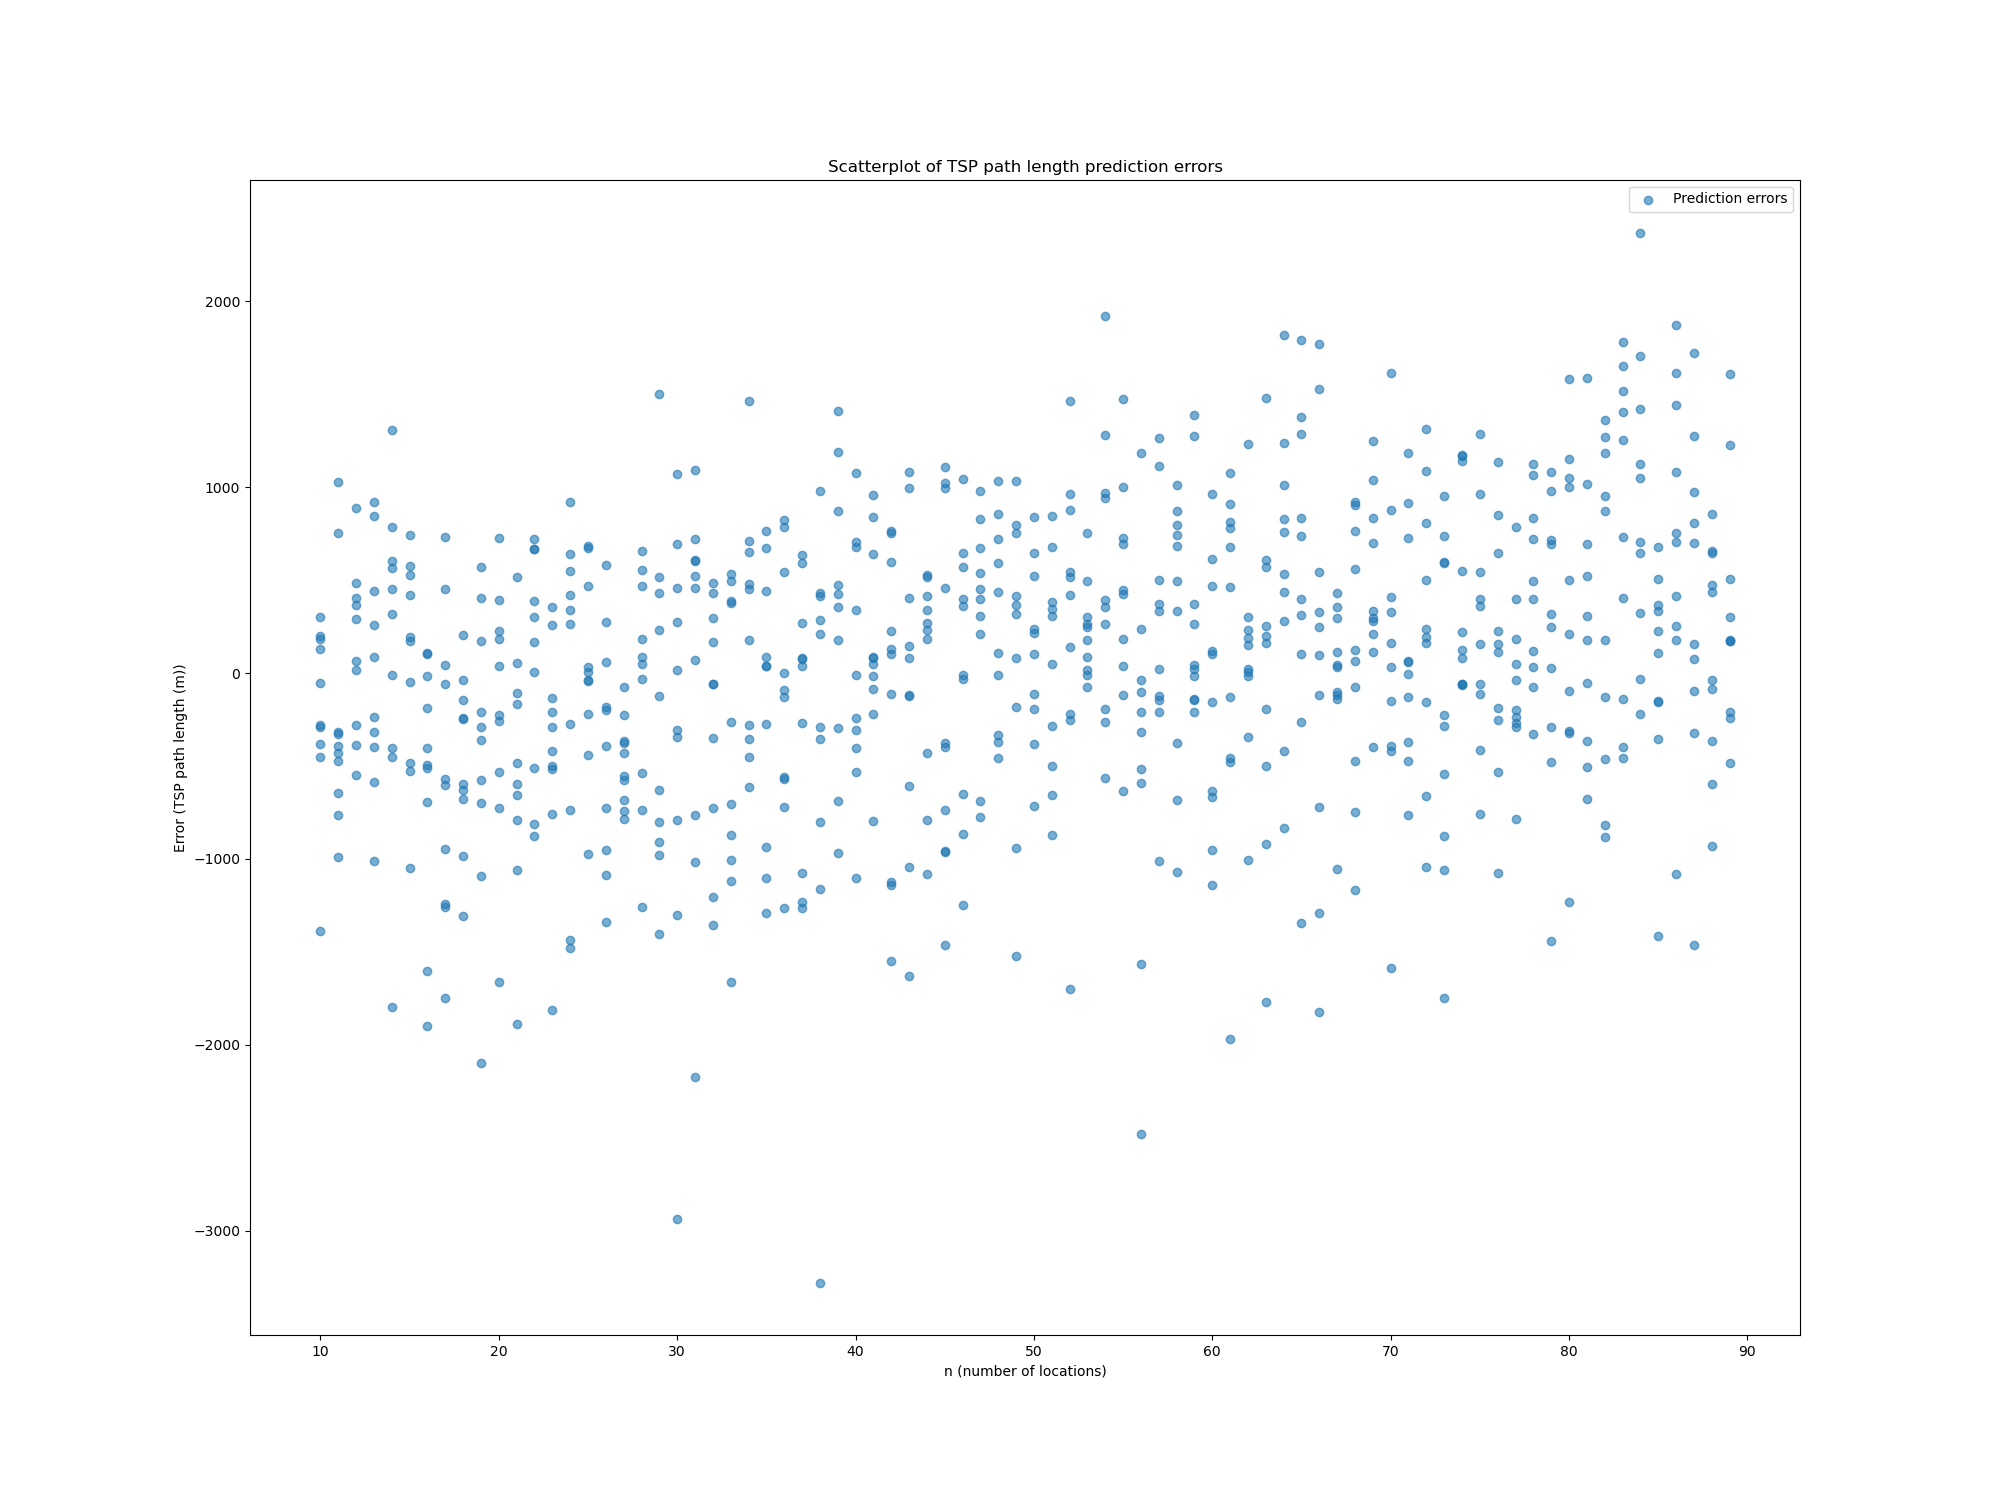 Scatterplot of TSP path length prediction errors
Prediction errors
2000
1000
0
−1000
−2000
−3000
Error (TSP path length (m))
10 20 30 40 50 60 70 80 90
n (number of locations)